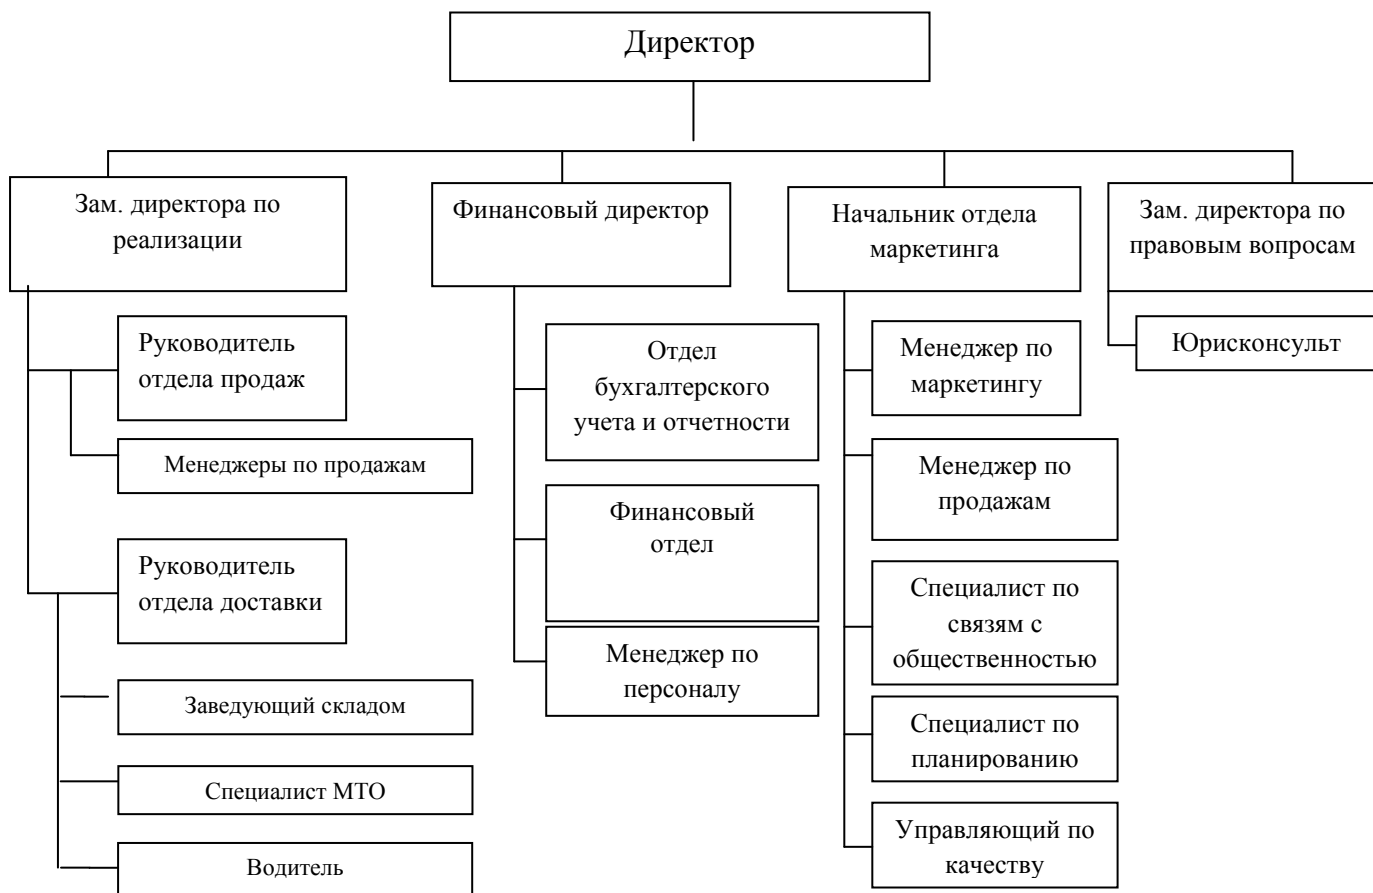 Директор
Зам. директора по
реализации
Финансовый директор
Начальник отдела
маркетинга
Зам. директора по
правовым вопросам
Руководитель
отдела продаж
Менеджеры по продажам
Руководитель
отдела доставки
Заведующий складом
Специалист МТО
Водитель
Отдел
бухгалтерского
учета и отчетности
Финансовый
отдел
Менеджер по
персоналу
Менеджер по
маркетингу
Менеджер по
продажам
Специалист по
связям с
общественностью
Специалист по
планированию
Управляющий по
качеству
Юрисконсульт